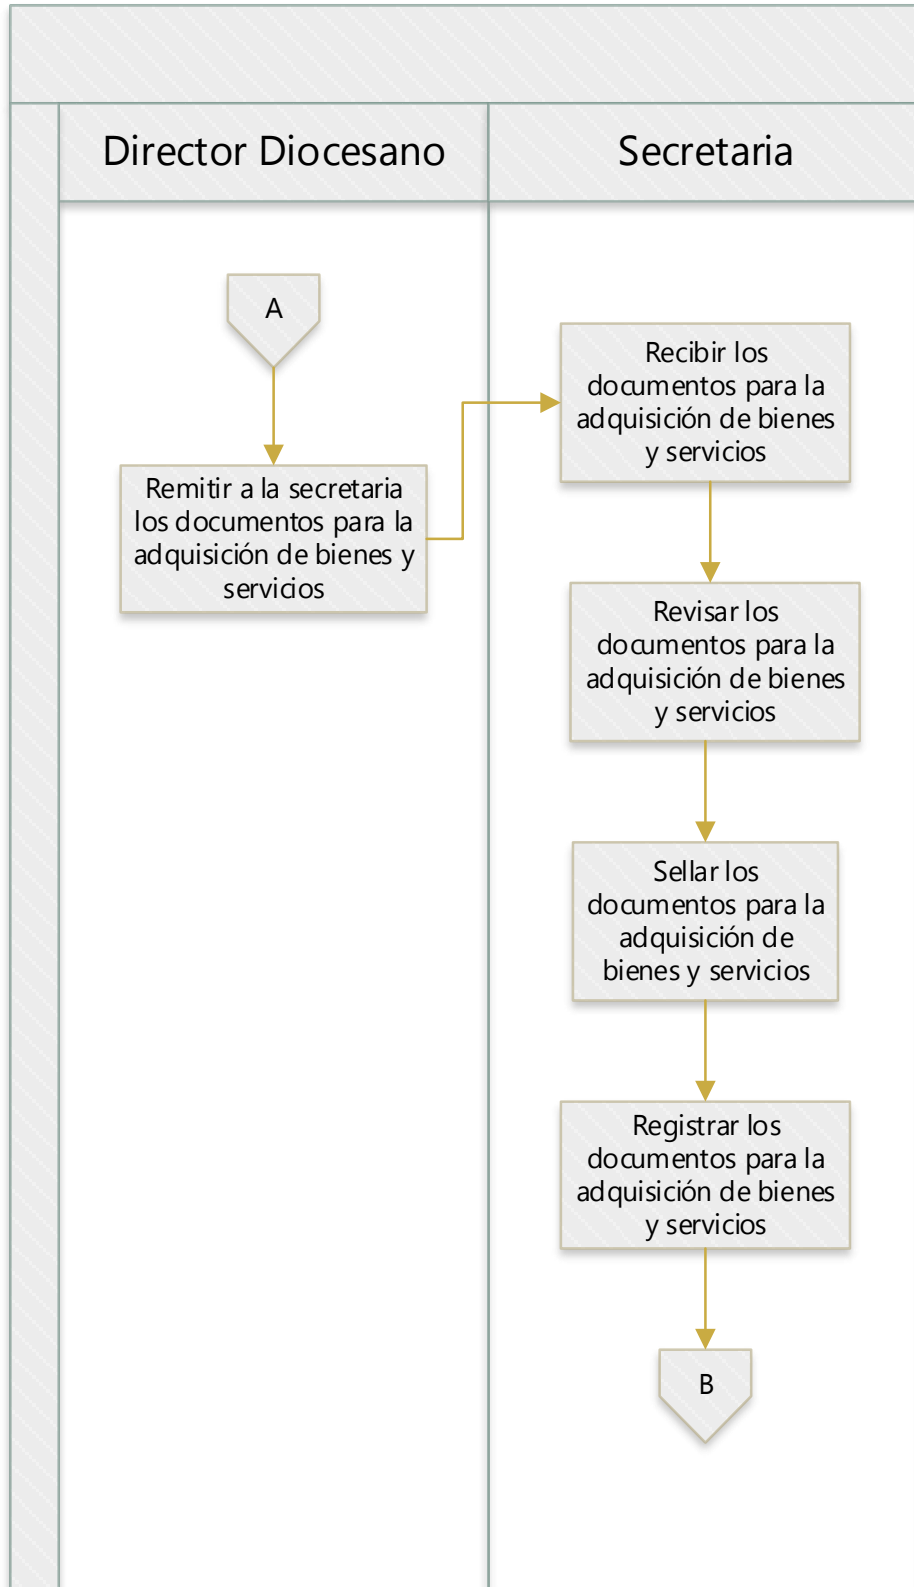 Director Diocesano
Secretaria
A
Remitir a la secretaria
los documentos para la
adquisición de bienes y
servicios
Recibir los
documentos para la
adquisición de bienes
y servicios
Revisar los
documentos para la
adquisición de bienes
y servicios
Sellar los
documentos para la
adquisición de
bienes y servicios
Registrar los
documentos para la
adquisición de bienes
y servicios
B